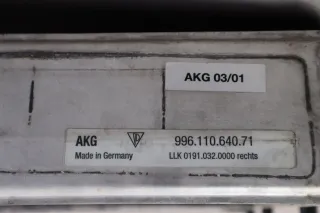 AKG 03/01
AKG 996.110.640.71
Made in Germany LLK 0191.032.0000 rechts